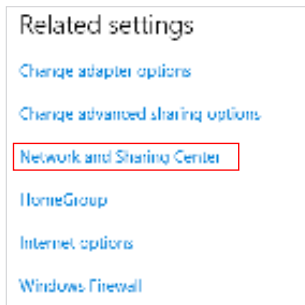 Related settings
Change adapter options
Change advanced sharing options
Network and Sharing Center
HomeGroup
Internet options
Windows Firewall